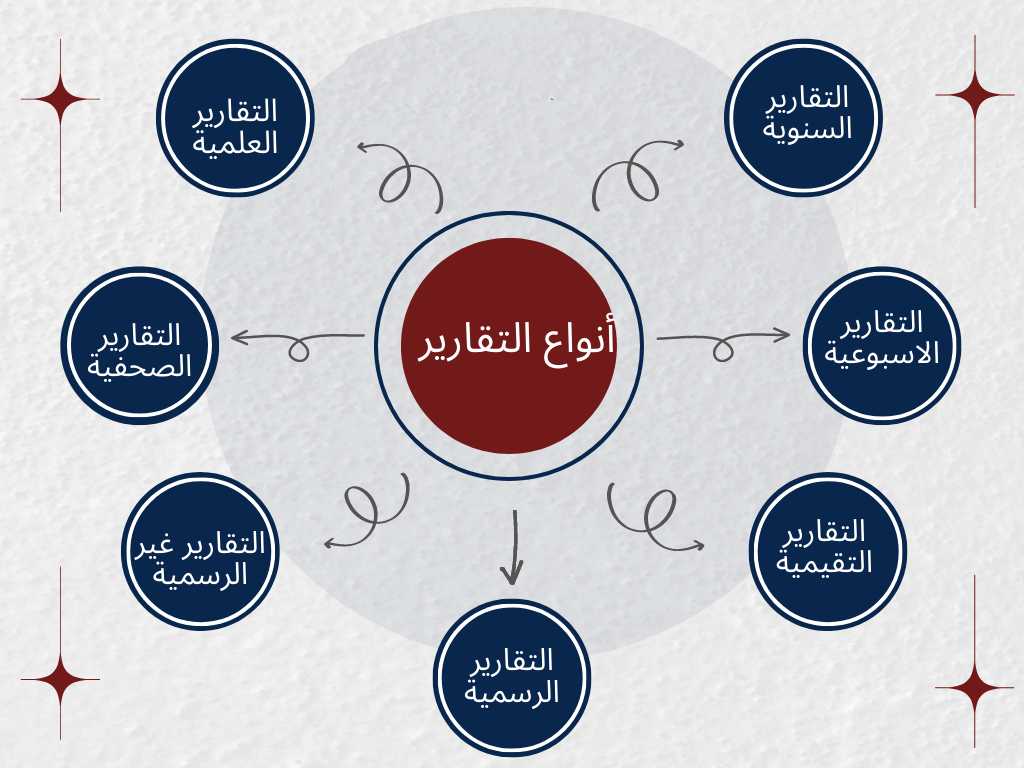 أنواع التقارير
التقارير
السنوية
التقارير
العلمية
التقارير
الاسبوعية
التقارير
الصحفية
التقارير
التقيمية
التقارير غير
الرسمية
التقارير
الرسمية